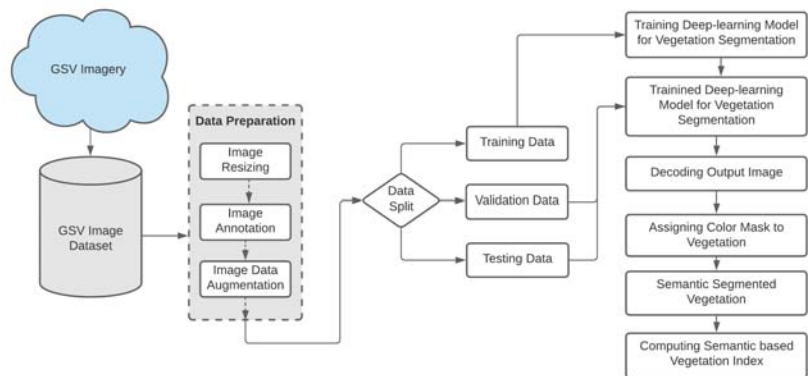 GSV Imagery
GSV Image
Dataset
Data Preparation
Image
Resizing
Image
Annotation
Image Data
Augmentation
Data
Split
Training Data
Validation Data
Testing Data
Training Deep-learning Model
for Vegetation Segmentation
Trainined Deep-learning
Model for Vegetation
Segmentation
Decoding Output Image
Assigning Color Mask to
Vegetation
Semantic Segmented
Vegetation
Computing Semantic based
Vegetation Index